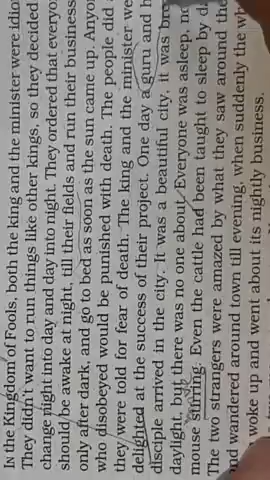 IN the Kingdom of Fools, both the king and the minister were idio
They didn't want to run things like other kings, so they decided
change night into day and day into night. They ordered that everyo
should be awake at night, till their fields and run their business
only after dark, and go to bed as soon as the sun came up. Anyo
who disobeyed would be punished with death. The people did
they were told for fear of death. The king and the minister we
delighted at the success of their project. One day a guru and h
disciple arrived in the city. It was a beautiful city, it was br
daylight, but there was no one about. Everyone was asleep, no
mouse stirring. Even the cattle had been taught to sleep by da
The two strangers were amazed by what they saw around the
and wandered around town till evening, when suddenly the wh
woke up and went about its nightly business.